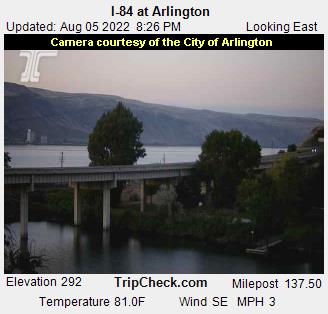 I-84 at Arlington
Updated: Aug 05 2022 8:26 PM Looking East
Camera courtesy of the City of Arlington
Elevation 292 TripCheck.com Milepost 137.50
Temperature 81.0F Wind SE MPH 3